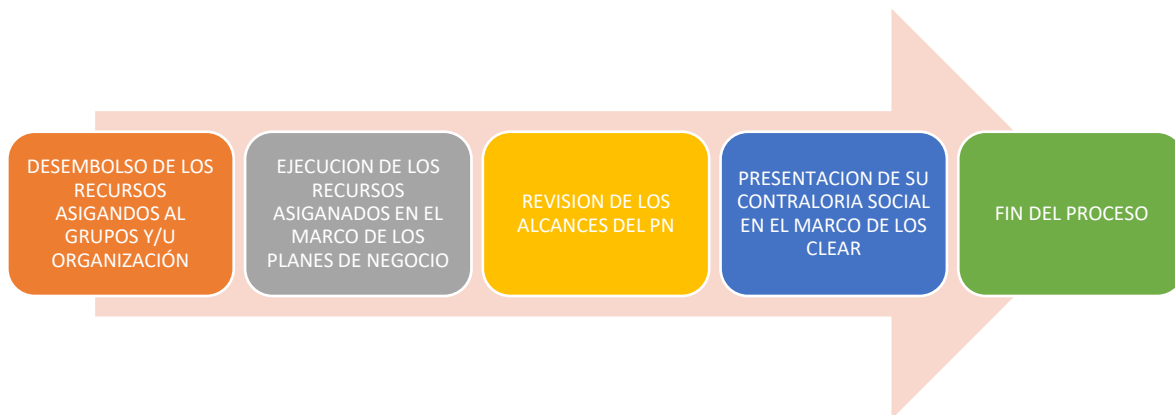 DESEMBOLSO DE LOS
RECURSOS
ASIGANDOS AL
GRUPOS Y/U
ORGANIZACIÓN
EJECUCION DE LOS
RECURSOS
ASIGANADOS EN EL
MARCO DE LOS
PLANES DE NEGOCIO
REVISION DE LOS
ALCANCES DEL PN
PRESENTACION DE SU
CONTRALORIA SOCIAL
EN EL MARCO DE LOS
CLEAR
FIN DEL PROCESO